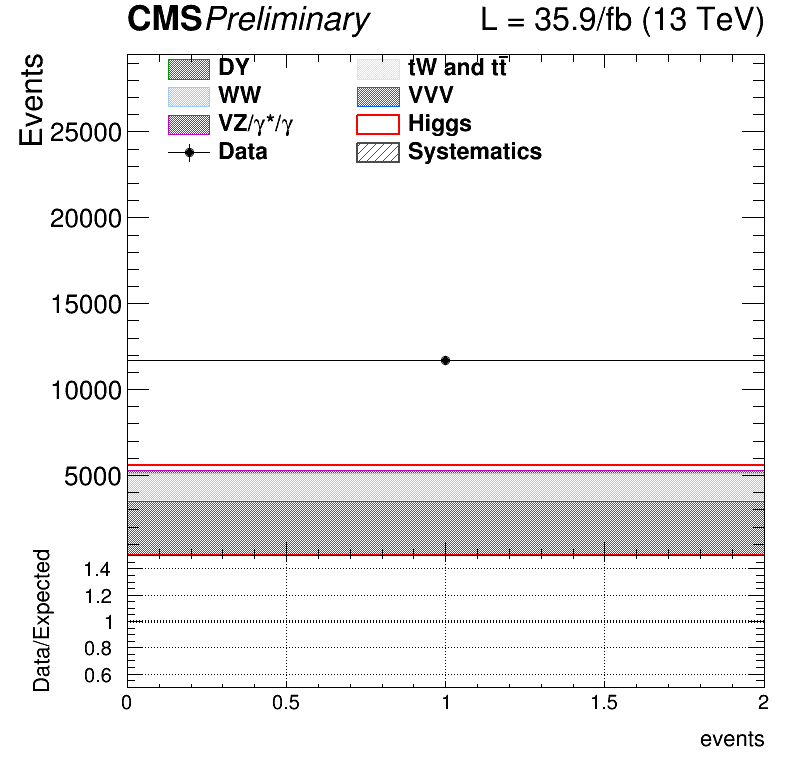 CMS Preliminary L = 35.9/fb (13 TeV)
Events
DY tW and tt̅
WW VVV
VZ/γ*/γ Higgs
Data Systematics
25000
20000
15000
10000
5000
Data/Expected
1.4
1.2
1
0.8
0.6
0 0.5 1 1.5 2
events